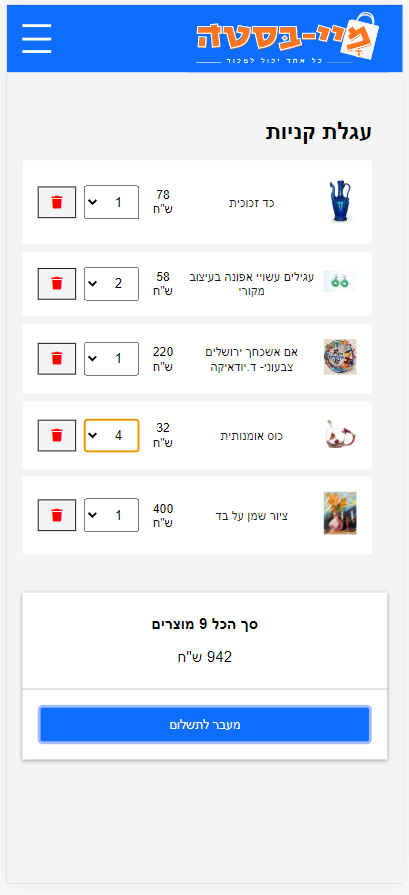 מיי-בסטה
כל אחד יכול למכור
עגלת קניות
כד זכוכית
78
ש"ח
1
עגילים עשויי אפונה בעיצוב
מקורי
58
ש"ח
2
אם אשכחך ירושלים
צבעוני- ד.יודאיקה
220
ש"ח
1
כוס אומנותית
32
ש"ח
4
ציור שמן על בד
400
ש"ח
1
סך הכל 9 מוצרים
942 ש"ח
מעבר לתשלום